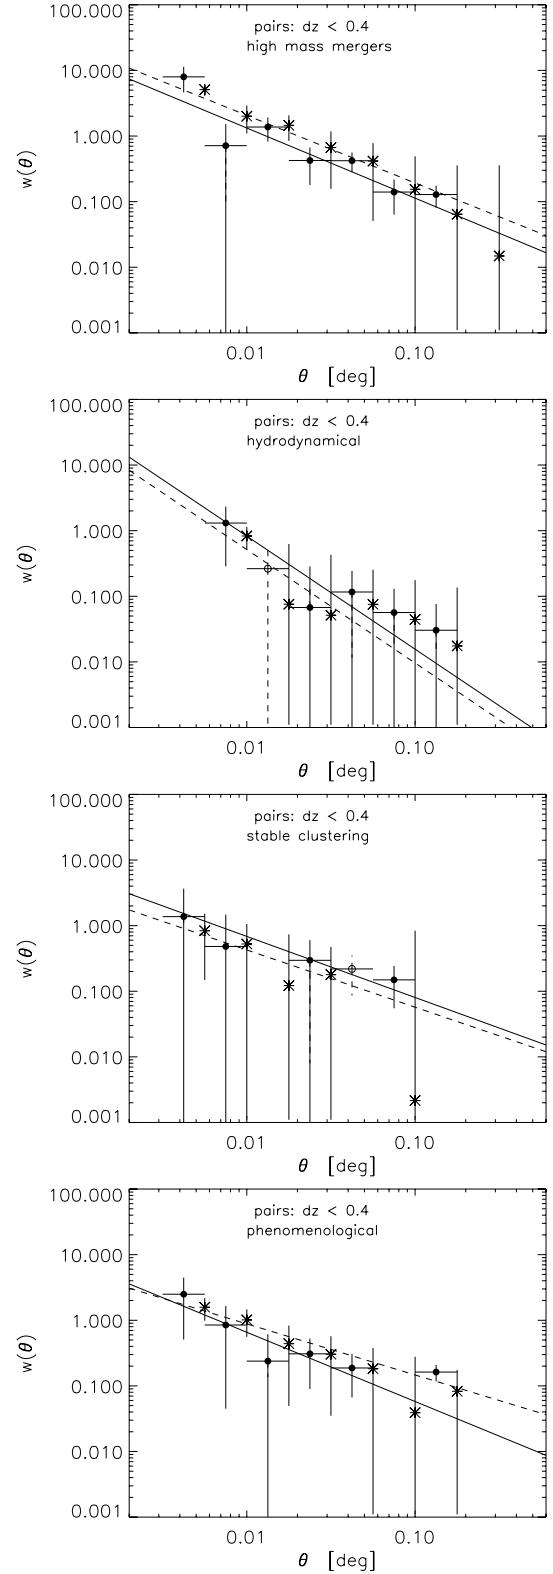 100.000
pairs: dz < 0.4
high mass mergers
10.000
1.000
w(θ)
0.100
0.010
0.001
0.01
0.10
θ [deg]
100.000
pairs: dz < 0.4
hydrodynamical
10.000
1.000
w(θ)
0.100
0.010
0.001
0.01
0.10
θ [deg]
100.000
pairs: dz < 0.4
stable clustering
10.000
1.000
w(θ)
0.100
0.010
0.001
0.01
0.10
θ [deg]
100.000
pairs: dz < 0.4
phenomenological
10.000
1.000
w(θ)
0.100
0.010
0.001
0.01
0.10
θ [deg]